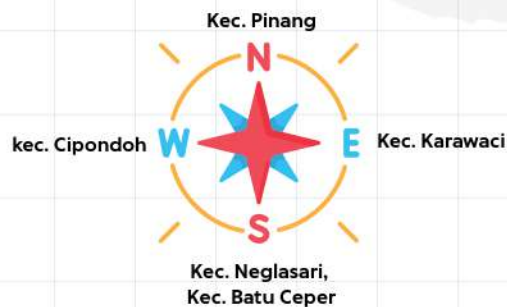 Kec. Pinang
N
kec. Cipondoh W E Kec. Karawaci
S
Kec. Neglasari,
Kec. Batu Ceper